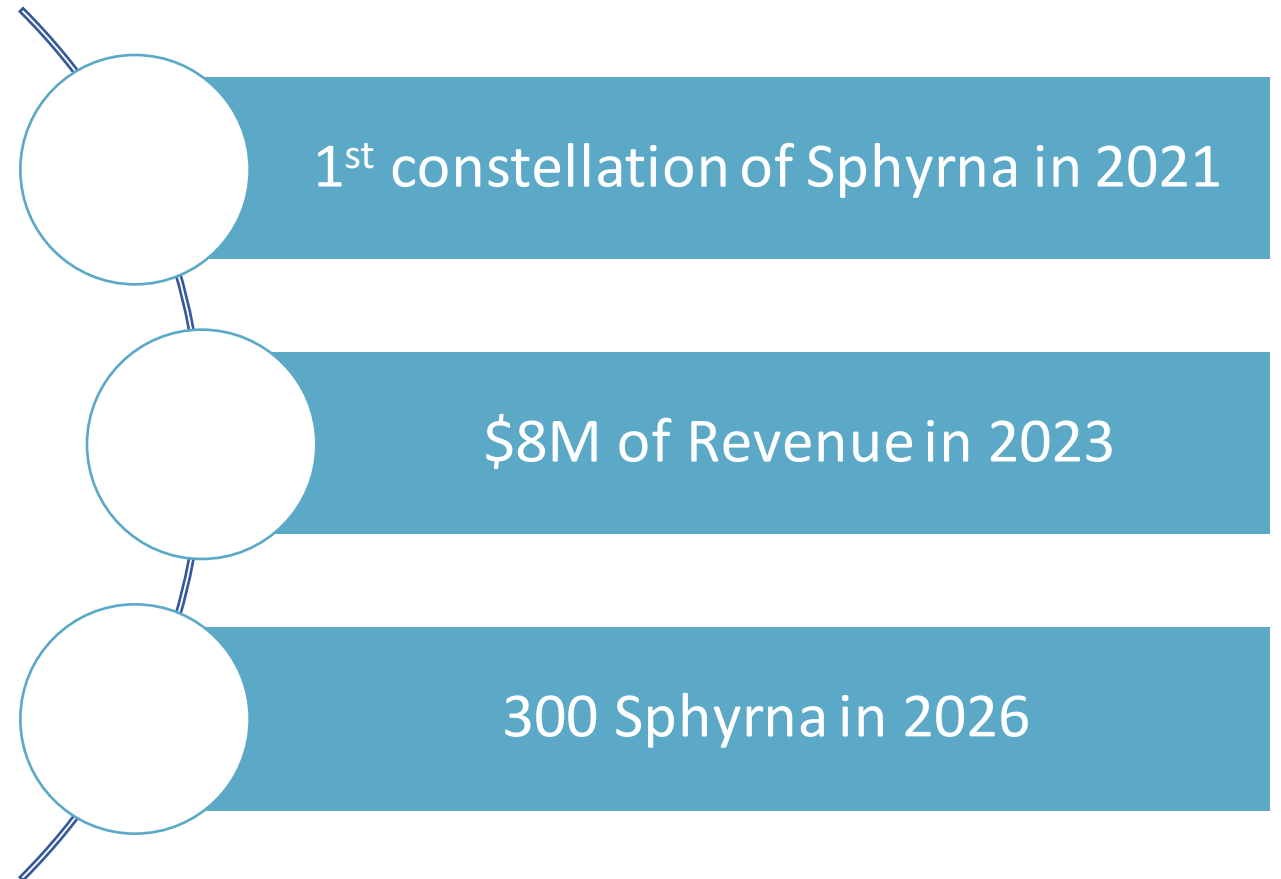 1st constellation of Sphyrna in 2021
$8M of Revenue in 2023
300 Sphyrna in 2026